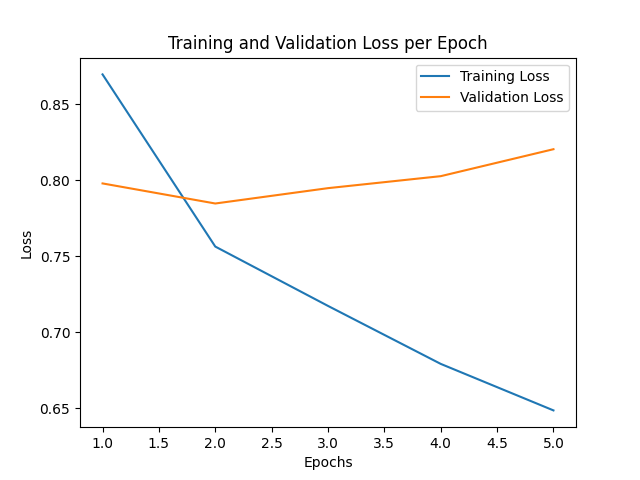 Training and Validation Loss per Epoch
Training Loss
Validation Loss
0.85
0.80
0.75
0.70
0.65
Loss
1.0 1.5 2.0 2.5 3.0 3.5 4.0 4.5 5.0
Epochs